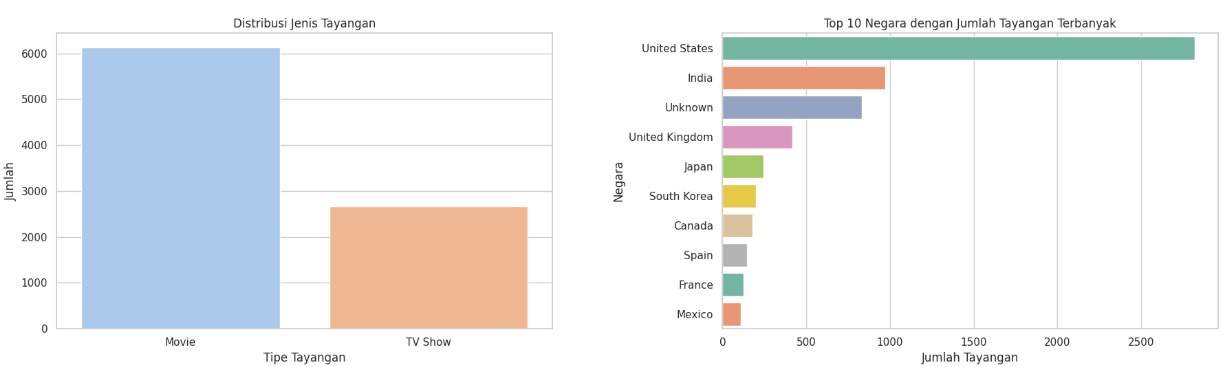 Distribusi Jenis Tayangan
6000
5000
4000
3000
2000
1000
0
Jumlah
Movie
TV Show
Tipe Tayangan
Top 10 Negara dengan Jumlah Tayangan Terbanyak
United States
India
Unknown
United Kingdom
Japan
South Korea
Canada
Spain
France
Mexico
Negara
0
500
1000
1500
2000
2500
Jumlah Tayangan